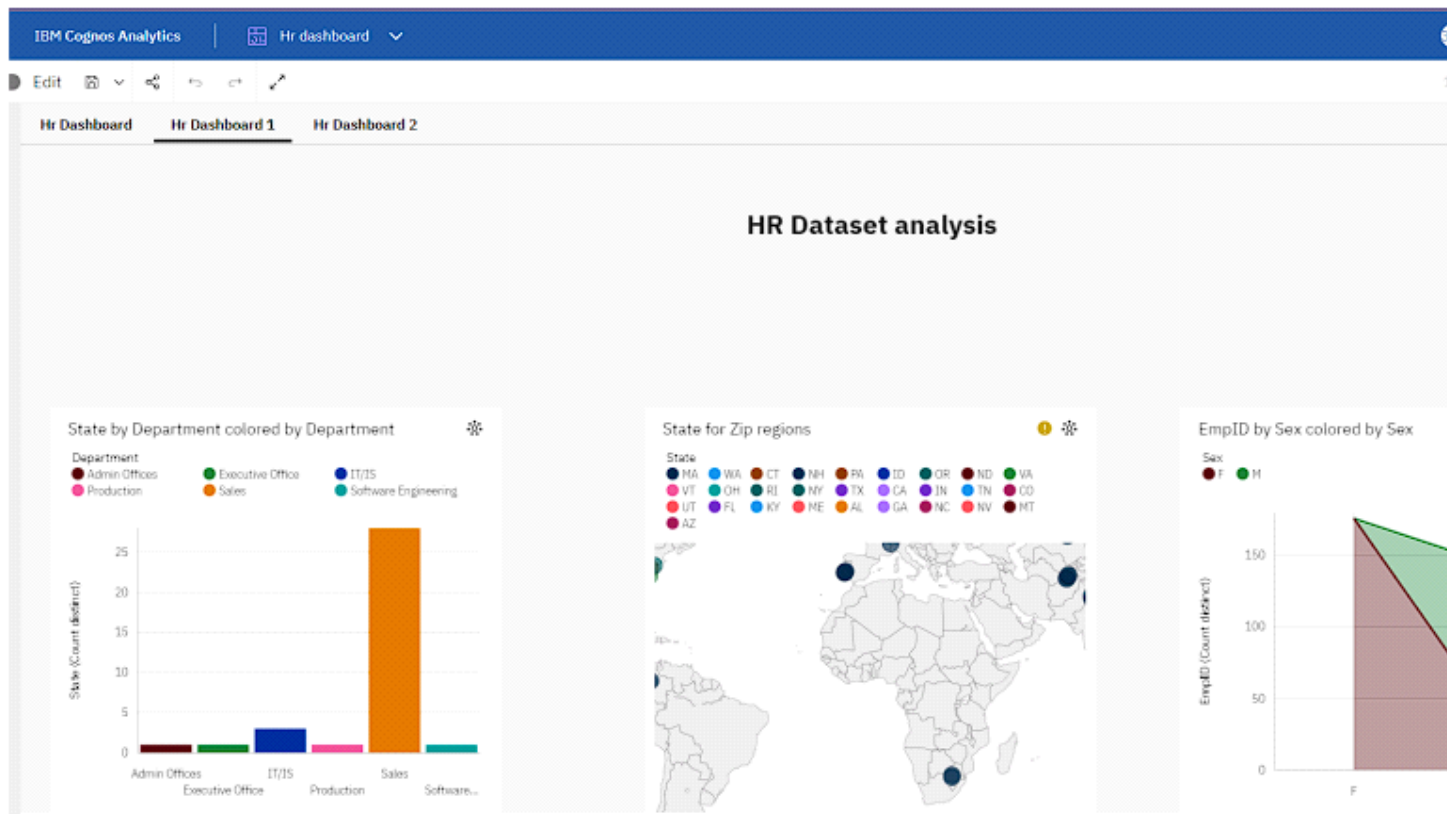 IBM Cognos Analytics
Hr dashboard
Edit
Hr Dashboard
Hr Dashboard 1
Hr Dashboard 2
HR Dataset analysis
State by Department colored by Department
Department
Admin Offices
Executive Office
IT/IS
Production
Sales
Software Engineering
State (Count distinct)
25
20
15
10
5
0
Admin Offices
Executive Office
IT/IS
Production
Sales
Software...
State for Zip regions
State
MA WA CT NH PA ID OR ND VA
VT OH RI NY TX CA IN TN CO
UT FL KY ME AL GA NC NV MT
AZ
EmpID by Sex colored by Sex
Sex
F M
EmpID (Count distinct)
150
100
50
0
F